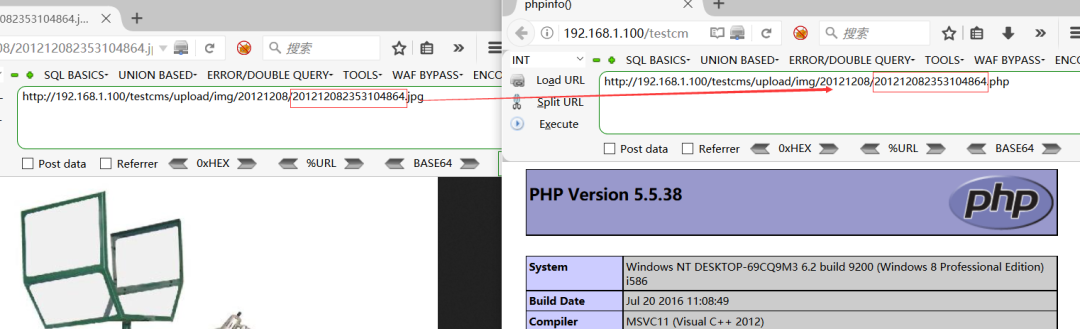 082353104864.j...
08/201212082353104864.j
搜索
SQL BASICS UNION BASED ERROR/DOUBLE QUERY TOOLS WAF BYPASS ENCO
http://192.168.1.100/testcms/upload/img/20121208/201212082353104864.jpg
Post data Referrer 0xHEX %URL BASE64
phpinfo()
192.168.1.100/testcm
搜索
INT SQL BASICS UNION BASED ERROR/DOUBLE QUERY TOOLS WAF BYPASS ENCO
Load URL
http://192.168.1.100/testcms/upload/img/20121208/201212082353104864.php
Split URL
Execute
Post data Referrer 0xHEX %URL BASE64
PHP Version 5.5.38
php
System Windows NT DESKTOP-69CQ9M3 6.2 build 9200 (Windows 8 Professional Edition)
i586
Build Date Jul 20 2016 11:08:49
Compiler MSVC11 (Visual C++ 2012)